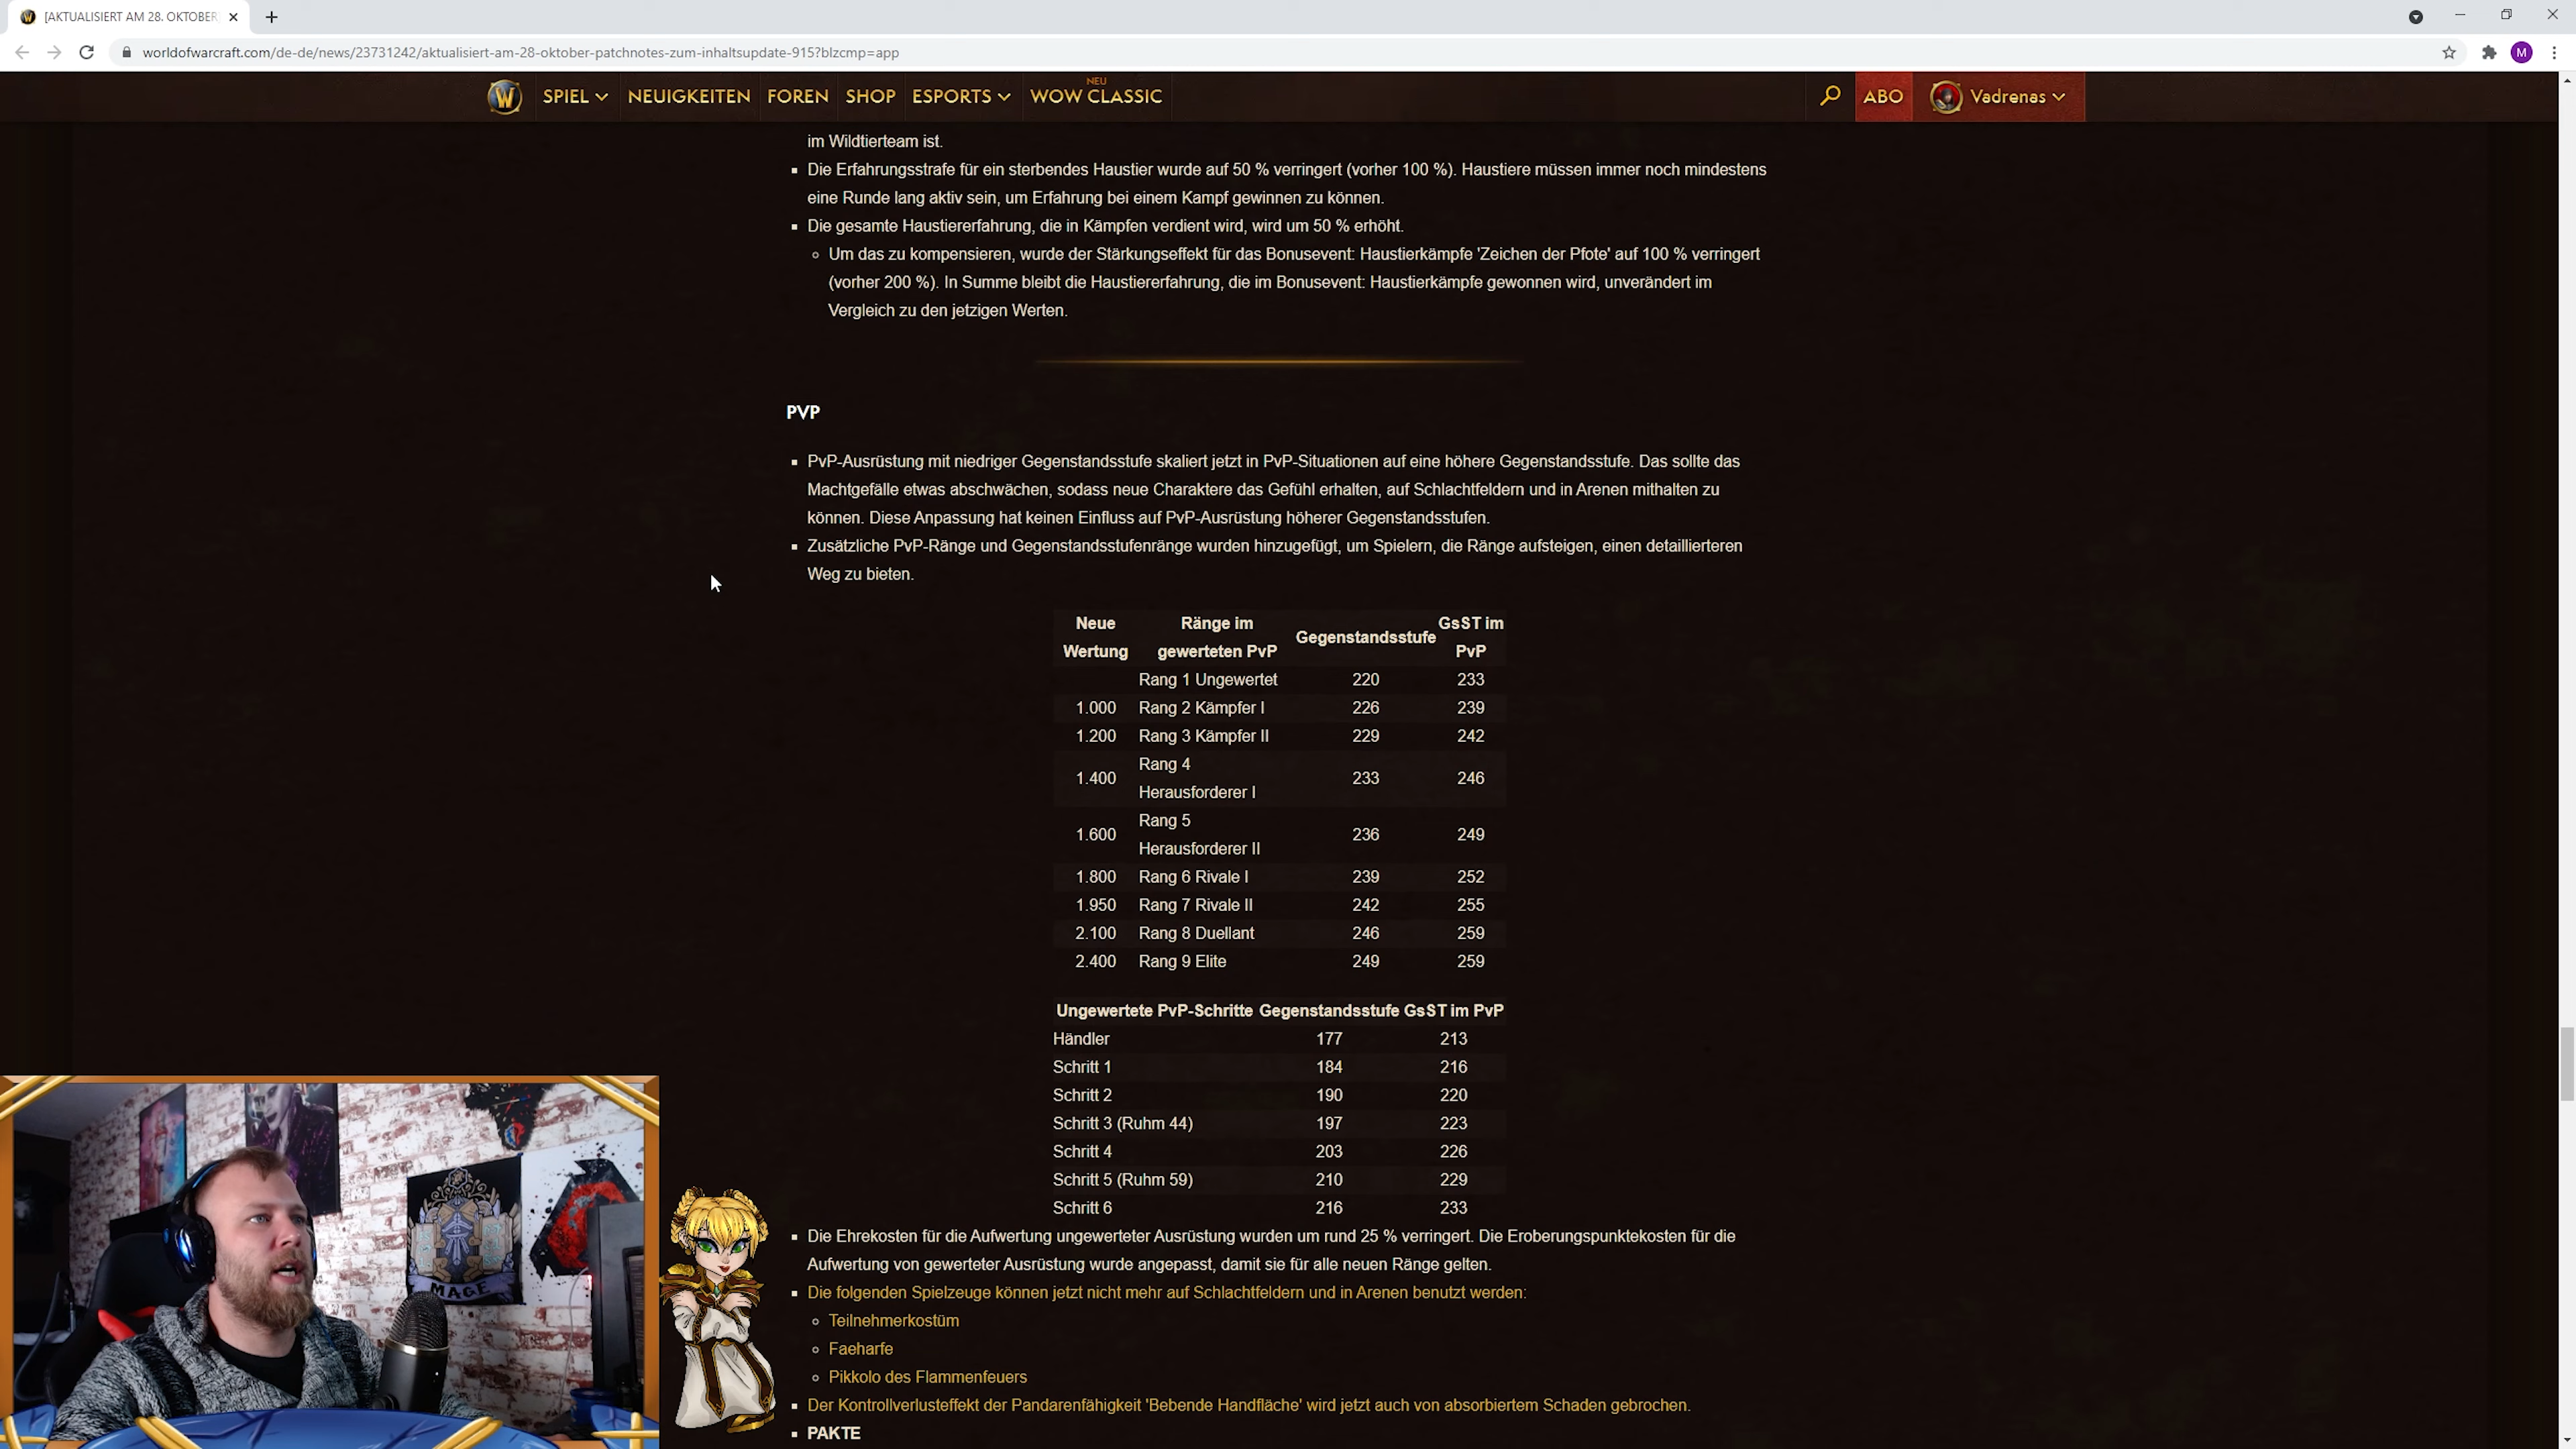 [AKTUALISIERT AM 28. OKTOBER
worldofwarcraft.com/de-de/news/23731242/aktualisiert-am-28-oktober-patchnotes-zum-inhaltsupdate-915?blzcmp=app
M
W
SPIEL
NEUIGKEITEN
FOREN
SHOP
ESPORTS
NEU
WOW CLASSIC
ABO
Vadrenas
im Wildtierteam ist.
Die Erfahrungsstrafe für ein sterbendes Haustier wurde auf 50 % verringert (vorher 100 %). Haustiere müssen immer noch mindestens
eine Runde lang aktiv sein, um Erfahrung bei einem Kampf gewinnen zu können.
Die gesamte Haustiererfahrung, die in Kämpfen verdient wird, wird um 50 % erhöht.
Um das zu kompensieren, wurde der Stärkungseffekt für das Bonusevent: Haustierkämpfe 'Zeichen der Pfote' auf 100 % verringert
(vorher 200 %). In Summe bleibt die Haustiererfahrung, die im Bonusevent: Haustierkämpfe gewonnen wird, unverändert im
Vergleich zu den jetzigen Werten.
PVP
PvP-Ausrüstung mit niedriger Gegenstandsstufe skaliert jetzt in PvP-Situationen auf eine höhere Gegenstandsstufe. Das sollte das
Machtgefälle etwas abschwächen, sodass neue Charaktere das Gefühl erhalten, auf Schlachtfeldern und in Arenen mithalten zu
können. Diese Anpassung hat keinen Einfluss auf PvP-Ausrüstung höherer Gegenstandsstufen.
Zusätzliche PvP-Ränge und Gegenstandsstufenränge wurden hinzugefügt, um Spielern, die Ränge aufsteigen, einen detaillierteren
Weg zu bieten.
Neue Wertung Ränge im gewerteten PvP Gegenstandsstufe GsST im PvP
Rang 1 Ungewertet 220 233
1.000 Rang 2 Kämpfer I 226 239
1.200 Rang 3 Kämpfer II 229 242
1.400 Rang 4 Herausforderer I 233 246
1.600 Rang 5 Herausforderer II 236 249
1.800 Rang 6 Rivale I 239 252
1.950 Rang 7 Rivale II 242 255
2.100 Rang 8 Duellant 246 259
2.400 Rang 9 Elite 249 259
Ungewertete PvP-Schritte Gegenstandsstufe GsST im PvP
Händler 177 213
Schritt 1 184 216
Schritt 2 190 220
Schritt 3 (Ruhm 44) 197 223
Schritt 4 203 226
Schritt 5 (Ruhm 59) 210 229
Schritt 6 216 233
Die Ehrekosten für die Aufwertung ungewerteter Ausrüstung wurden um rund 25 % verringert. Die Eroberungspunktekosten für die
Aufwertung von gewerteter Ausrüstung wurde angepasst, damit sie für alle neuen Ränge gelten.
Die folgenden Spielzeuge können jetzt nicht mehr auf Schlachtfeldern und in Arenen benutzt werden:
Teilnehmerkostüm
Faeharfe
Pikkolo des Flammenfeuers
Der Kontrollverlusteffekt der Pandarenfähigkeit 'Bebende Handfläche' wird jetzt auch von absorbiertem Schaden gebrochen.
PAKTE
MAGE